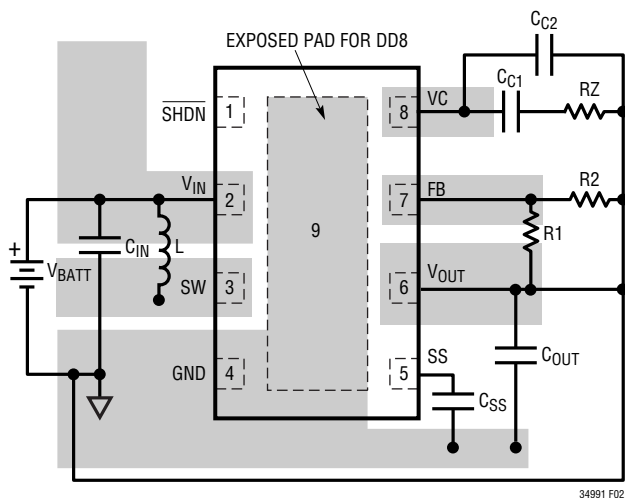 EXPOSED PAD FOR DD8
CC2
CC1
RZ
SHDN
1
8
VC
VIN
2
7
FB
R2
9
R1
+
VBATT
CIN
L
SW
3
6
VOUT
GND
4
5
SS
CSS
COUT
34991 F02